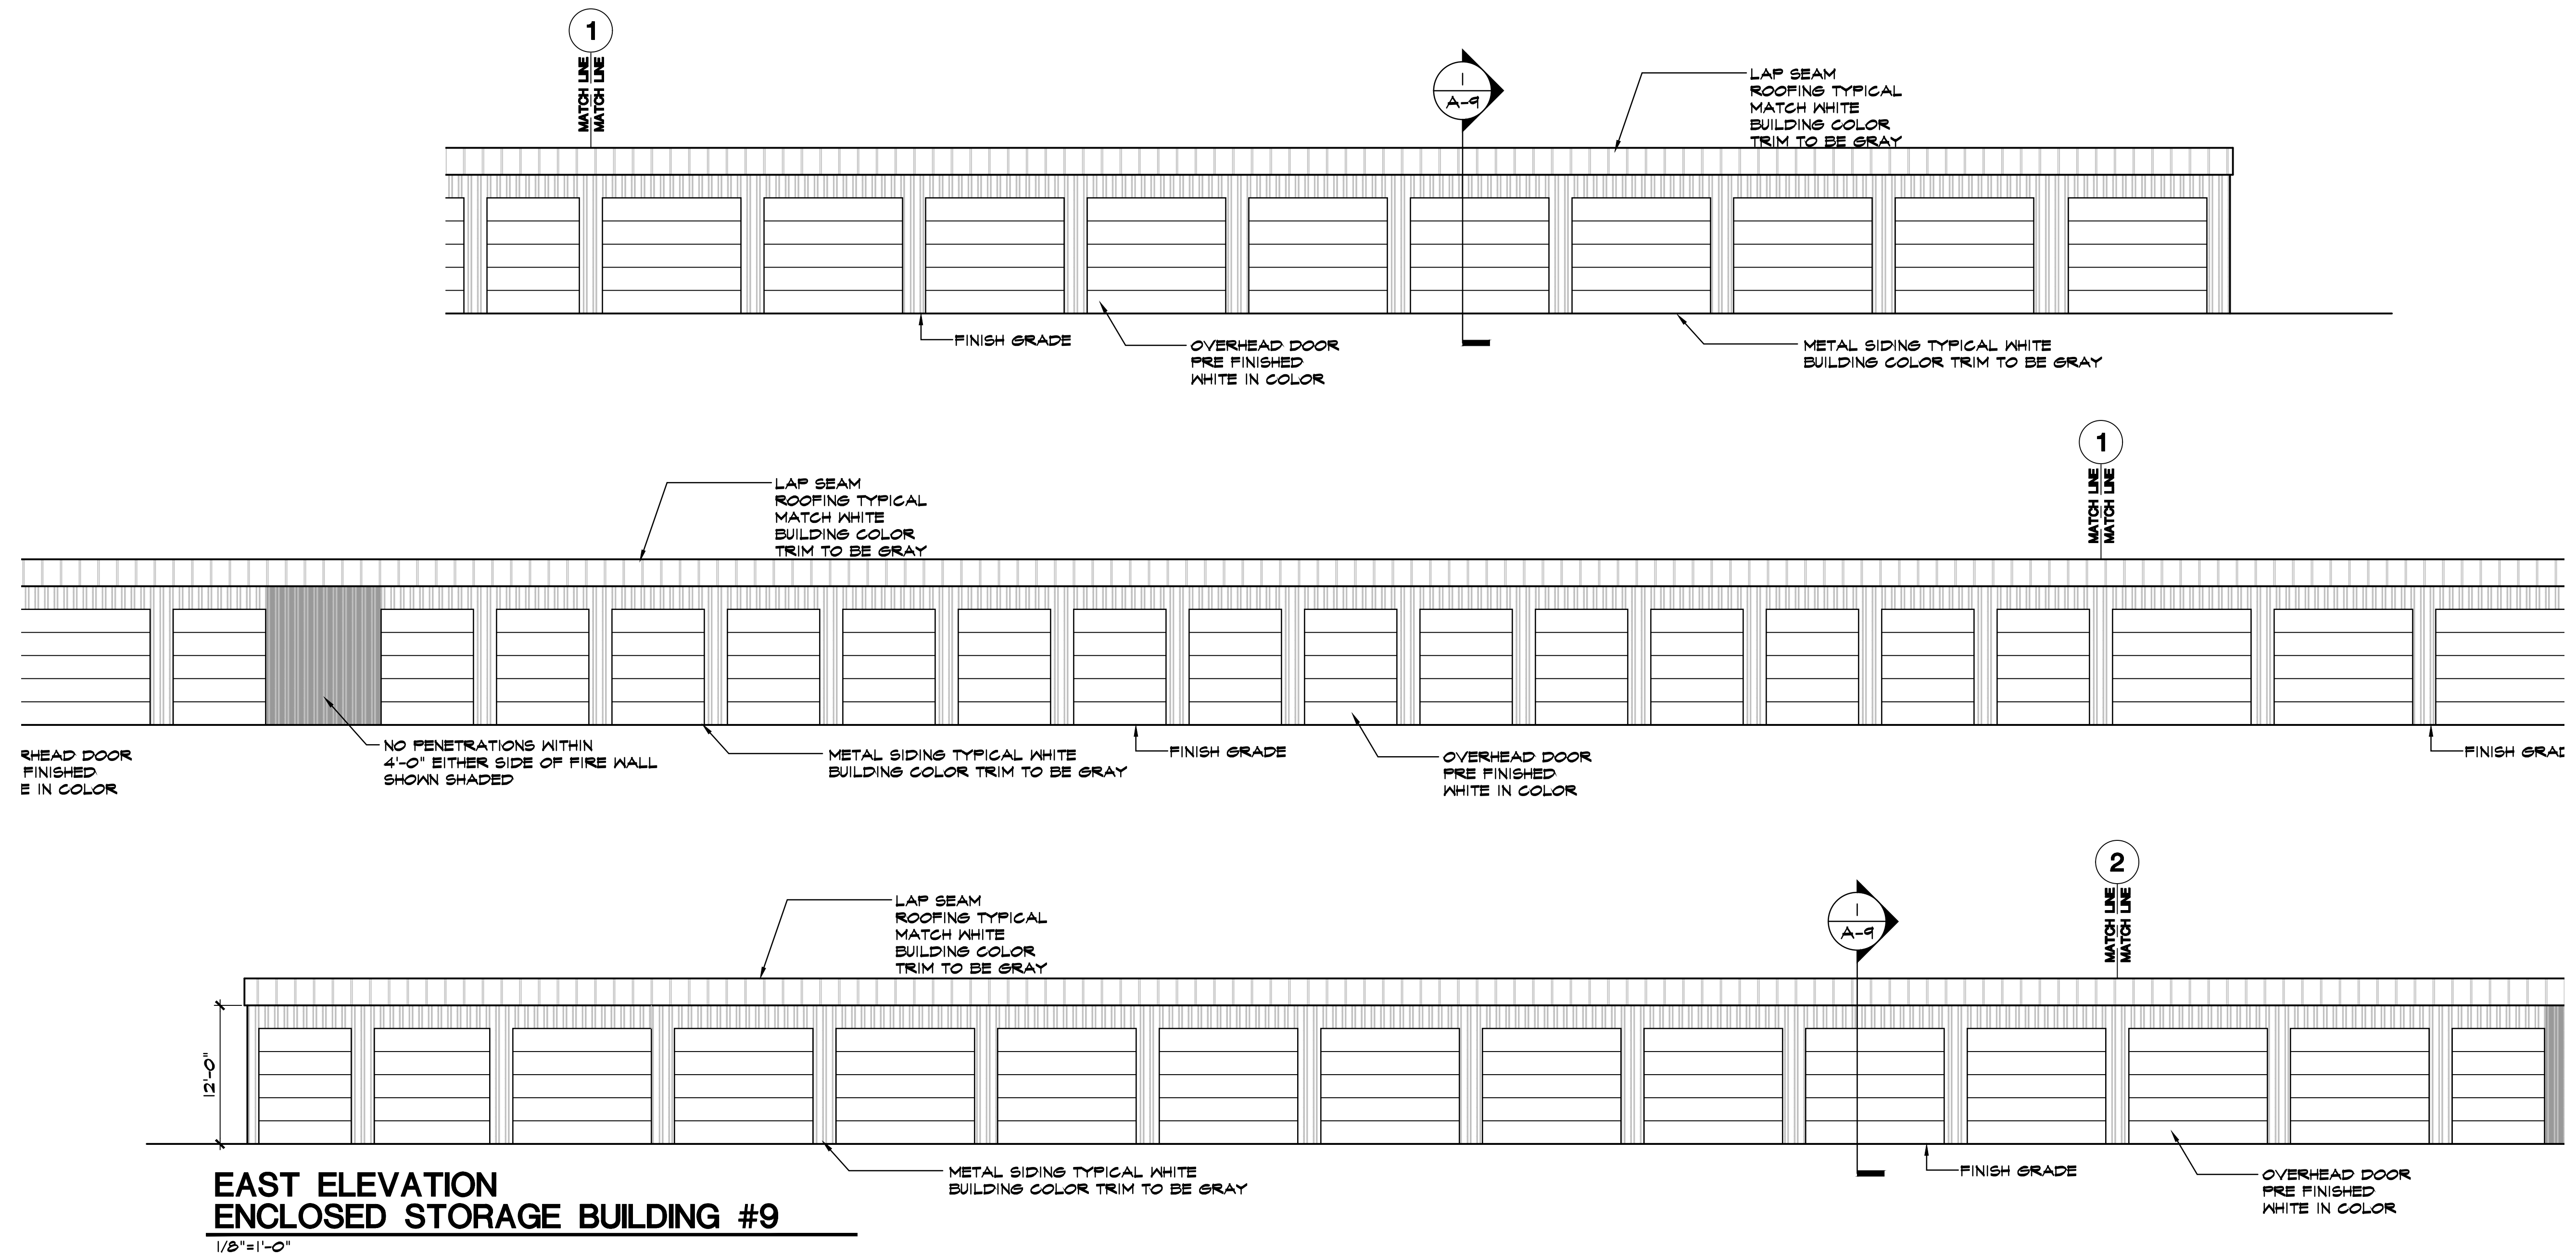 1
MATCH LINE
MATCH LINE
1
A-9
LAP SEAM
ROOFING TYPICAL
MATCH WHITE
BUILDING COLOR
TRIM TO BE GRAY
FINISH GRADE
OVERHEAD DOOR
PRE FINISHED
WHITE IN COLOR
METAL SIDING TYPICAL WHITE
BUILDING COLOR TRIM TO BE GRAY
1
MATCH LINE
MATCH LINE
LAP SEAM
ROOFING TYPICAL
MATCH WHITE
BUILDING COLOR
TRIM TO BE GRAY
RHEAD DOOR
FINISHED
E IN COLOR
NO PENETRATIONS WITHIN
4'-0" EITHER SIDE OF FIRE WALL
SHOWN SHADED
METAL SIDING TYPICAL WHITE
BUILDING COLOR TRIM TO BE GRAY
FINISH GRADE
OVERHEAD DOOR
PRE FINISHED
WHITE IN COLOR
FINISH GRAD
2
MATCH LINE
MATCH LINE
LAP SEAM
ROOFING TYPICAL
MATCH WHITE
BUILDING COLOR
TRIM TO BE GRAY
1
A-9
12'-0"
METAL SIDING TYPICAL WHITE
BUILDING COLOR TRIM TO BE GRAY
FINISH GRADE
OVERHEAD DOOR
PRE FINISHED
WHITE IN COLOR
EAST ELEVATION
ENCLOSED STORAGE BUILDING #9
1/8"=1'-0"